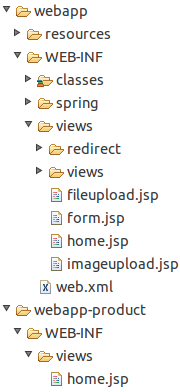 webapp
resources
WEB-INF
classes
spring
views
redirect
views
fileupload.jsp
form.jsp
home.jsp
imageupload.jsp
web.xml
webapp-product
WEB-INF
views
home.jsp